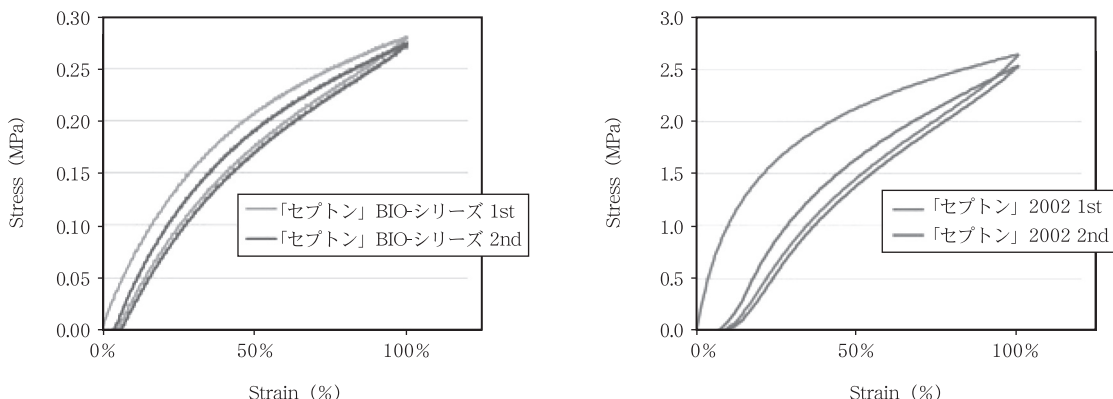 0.30
0.25
0.20
0.15
0.10
0.05
0.00
Stress (MPa)
0%
50%
100%
Strain (%)
「セプトン」BIO-シリーズ 1st
「セプトン」BIO-シリーズ 2nd
3.0
2.5
2.0
1.5
1.0
0.5
0.0
Stress (MPa)
0%
50%
100%
Strain (%)
「セプトン」2002 1st
「セプトン」2002 2nd